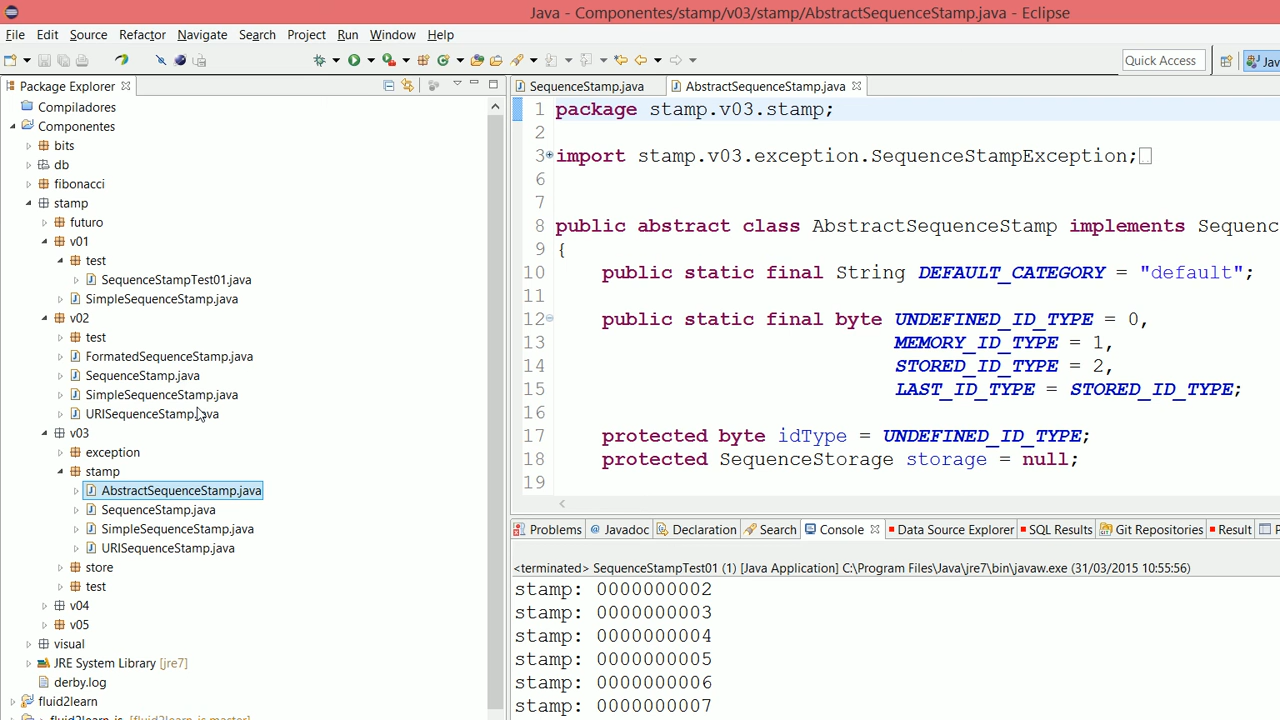 Java - Componentes/stamp/v03/stamp/AbstractSequenceStamp.java - Eclipse
File Edit Source Refactor Navigate Search Project Run Window Help
Quick Access
Jav
Package Explorer
Compiladores
Componentes
bits
db
fibonacci
stamp
futuro
v01
test
SequenceStampTest01.java
SimpleSequenceStamp.java
v02
test
FormatedSequenceStamp.java
SequenceStamp.java
SimpleSequenceStamp.java
URISequenceStamp.java
v03
exception
stamp
AbstractSequenceStamp.java
SequenceStamp.java
SimpleSequenceStamp.java
URISequenceStamp.java
store
test
v04
v05
visual
JRE System Library [jre7]
derby.log
fluid2learn
fluid2learn-js [fluid2learn-js master]
SequenceStamp.java AbstractSequenceStamp.java
1 package stamp.v03.stamp;
2
3 import stamp.v03.exception.SequenceStampException;
6
7
8 public abstract class AbstractSequenceStamp implements Sequenc
9 {
10 public static final String DEFAULT_CATEGORY = "default";
11
12 public static final byte UNDEFINED_ID_TYPE = 0,
13 MEMORY_ID_TYPE = 1,
14 STORED_ID_TYPE = 2,
15 LAST_ID_TYPE = STORED_ID_TYPE;
16
17 protected byte idType = UNDEFINED_ID_TYPE;
18 protected SequenceStorage storage = null;
19
Problems Javadoc Declaration Search Console Data Source Explorer SQL Results Git Repositories Result P
<terminated> SequenceStampTest01 (1) [Java Application] C:\Program Files\Java\jre7\bin\javaw.exe (31/03/2015 10:55:56)
stamp: 0000000002
stamp: 0000000003
stamp: 0000000004
stamp: 0000000005
stamp: 0000000006
stamp: 0000000007